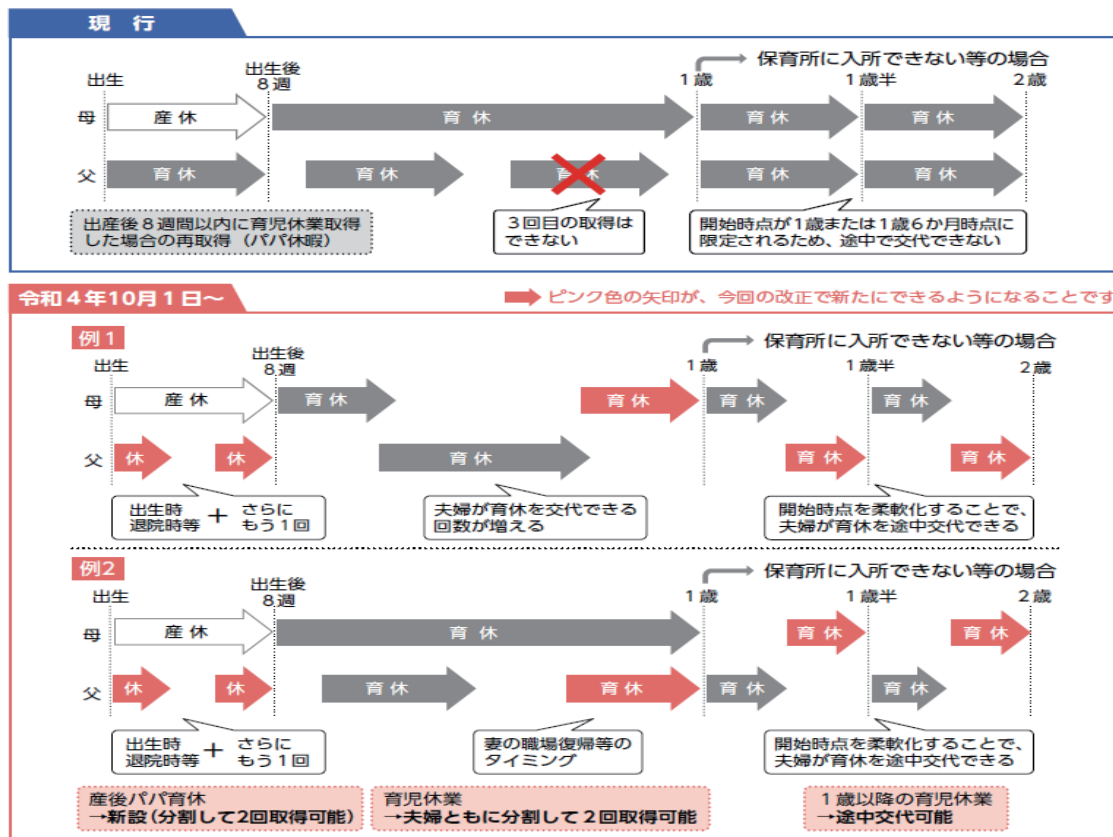 現 行
保育所に入所できない等の場合
出生
出生後
8週
1歳
1歳半
2歳
母
産 休
育 休
育 休
育 休
父
育 休
育 休
育 休
育 休
育 休
出産後8週間以内に育児休業取得
した場合の再取得（パパ休暇）
3回目の取得は
できない
開始時点が1歳または1歳6か月時点に
限定されるため、途中で交代できない
令和4年10月1日～
ピンク色の矢印が、今回の改正で新たにできるようになることです
例1
保育所に入所できない等の場合
出生
出生後
8週
1歳
1歳半
2歳
母
産 休
育 休
育 休
育 休
育 休
父
休
休
育 休
育 休
育 休
出生時
退院時等
＋
さらに
もう1回
夫婦が育休を交代できる
回数が増える
開始時点を柔軟化することで、
夫婦が育休を途中交代できる
例2
保育所に入所できない等の場合
出生
出生後
8週
1歳
1歳半
2歳
母
産 休
育 休
育 休
育 休
父
休
休
育 休
育 休
育 休
育 休
出生時
退院時等
＋
さらに
もう1回
妻の職場復帰等の
タイミング
開始時点を柔軟化することで、
夫婦が育休を途中交代できる
産後パパ育休
→新設（分割して2回取得可能）
育児休業
→夫婦ともに分割して2回取得可能
1歳以降の育児休業
→途中交代可能